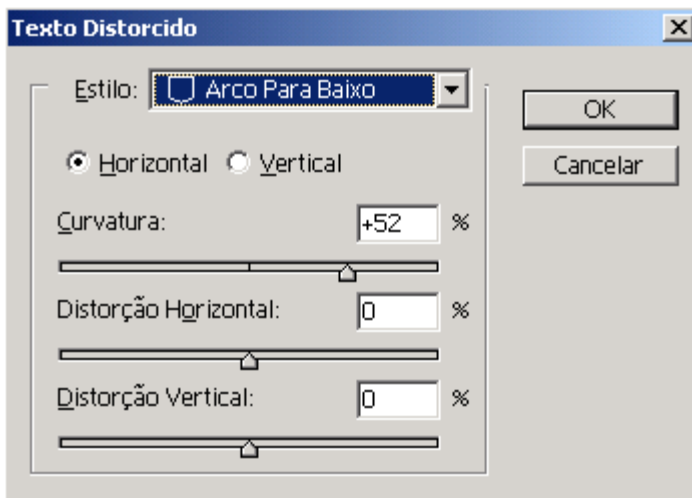 Texto Distorcido
Estilo: Arco Para Baixo
OK
Horizontal Vertical
Cancelar
Curvatura: +52 %
Distorção Horizontal: 0 %
Distorção Vertical: 0 %